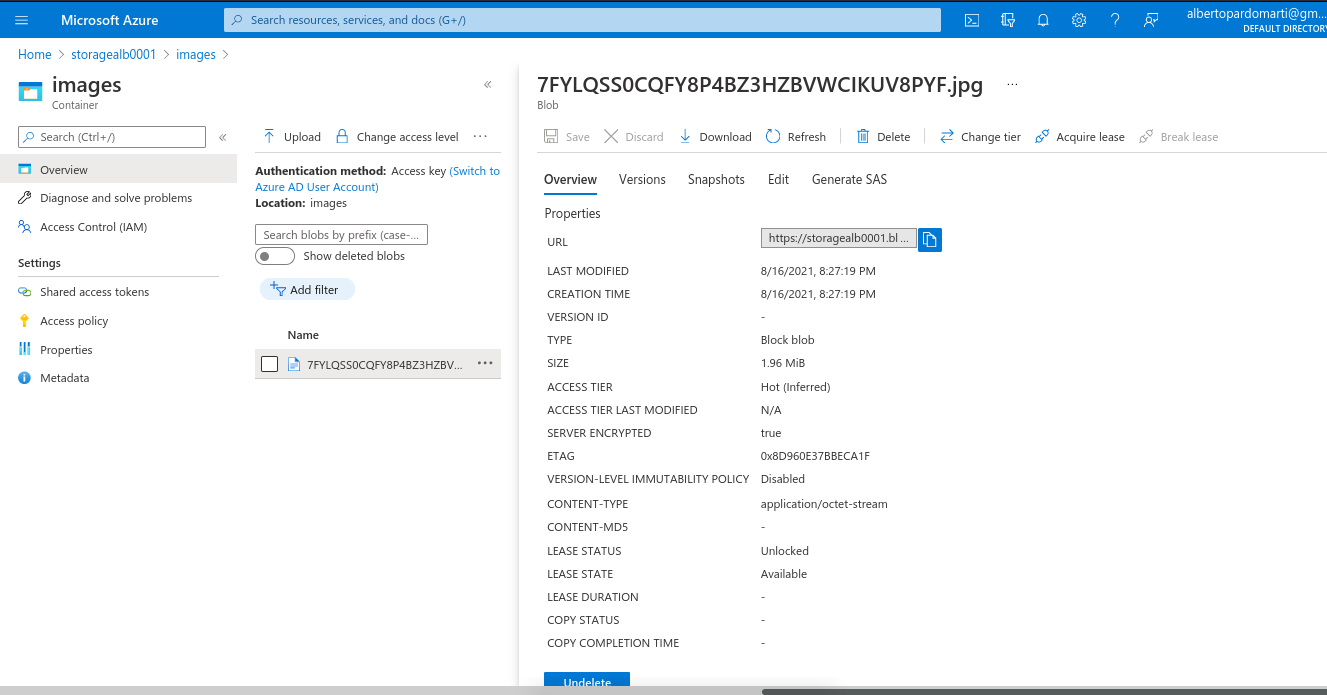 Microsoft Azure
Search resources, services, and docs (G+/)
albertopardomarti@gm...
DEFAULT DIRECTORY
Home > storagealb0001 > images >
images
Container
«
Search (Ctrl+/)
«
Overview
Diagnose and solve problems
Access Control (IAM)
Settings
Shared access tokens
Access policy
Properties
Metadata
Upload Change access level ...
Authentication method: Access key (Switch to
Azure AD User Account)
Location: images
Search blobs by prefix (case-...
Show deleted blobs
Add filter
Name
7FYLQSS0CQFY8P4BZ3HZBV... ...
7FYLQSS0CQFY8P4BZ3HZBVWCIKUV8PYF.jpg ...
Blob
Save Discard Download Refresh Delete Change tier Acquire lease Break lease
Overview Versions Snapshots Edit Generate SAS
Properties
URL https://storagealb0001.bl ...
LAST MODIFIED 8/16/2021, 8:27:19 PM
CREATION TIME 8/16/2021, 8:27:19 PM
VERSION ID -
TYPE Block blob
SIZE 1.96 MiB
ACCESS TIER Hot (Inferred)
ACCESS TIER LAST MODIFIED N/A
SERVER ENCRYPTED true
ETAG 0x8D960E37BBECA1F
VERSION-LEVEL IMMUTABILITY POLICY Disabled
CONTENT-TYPE application/octet-stream
CONTENT-MD5 -
LEASE STATUS Unlocked
LEASE STATE Available
LEASE DURATION -
COPY STATUS -
COPY COMPLETION TIME -
Undelete